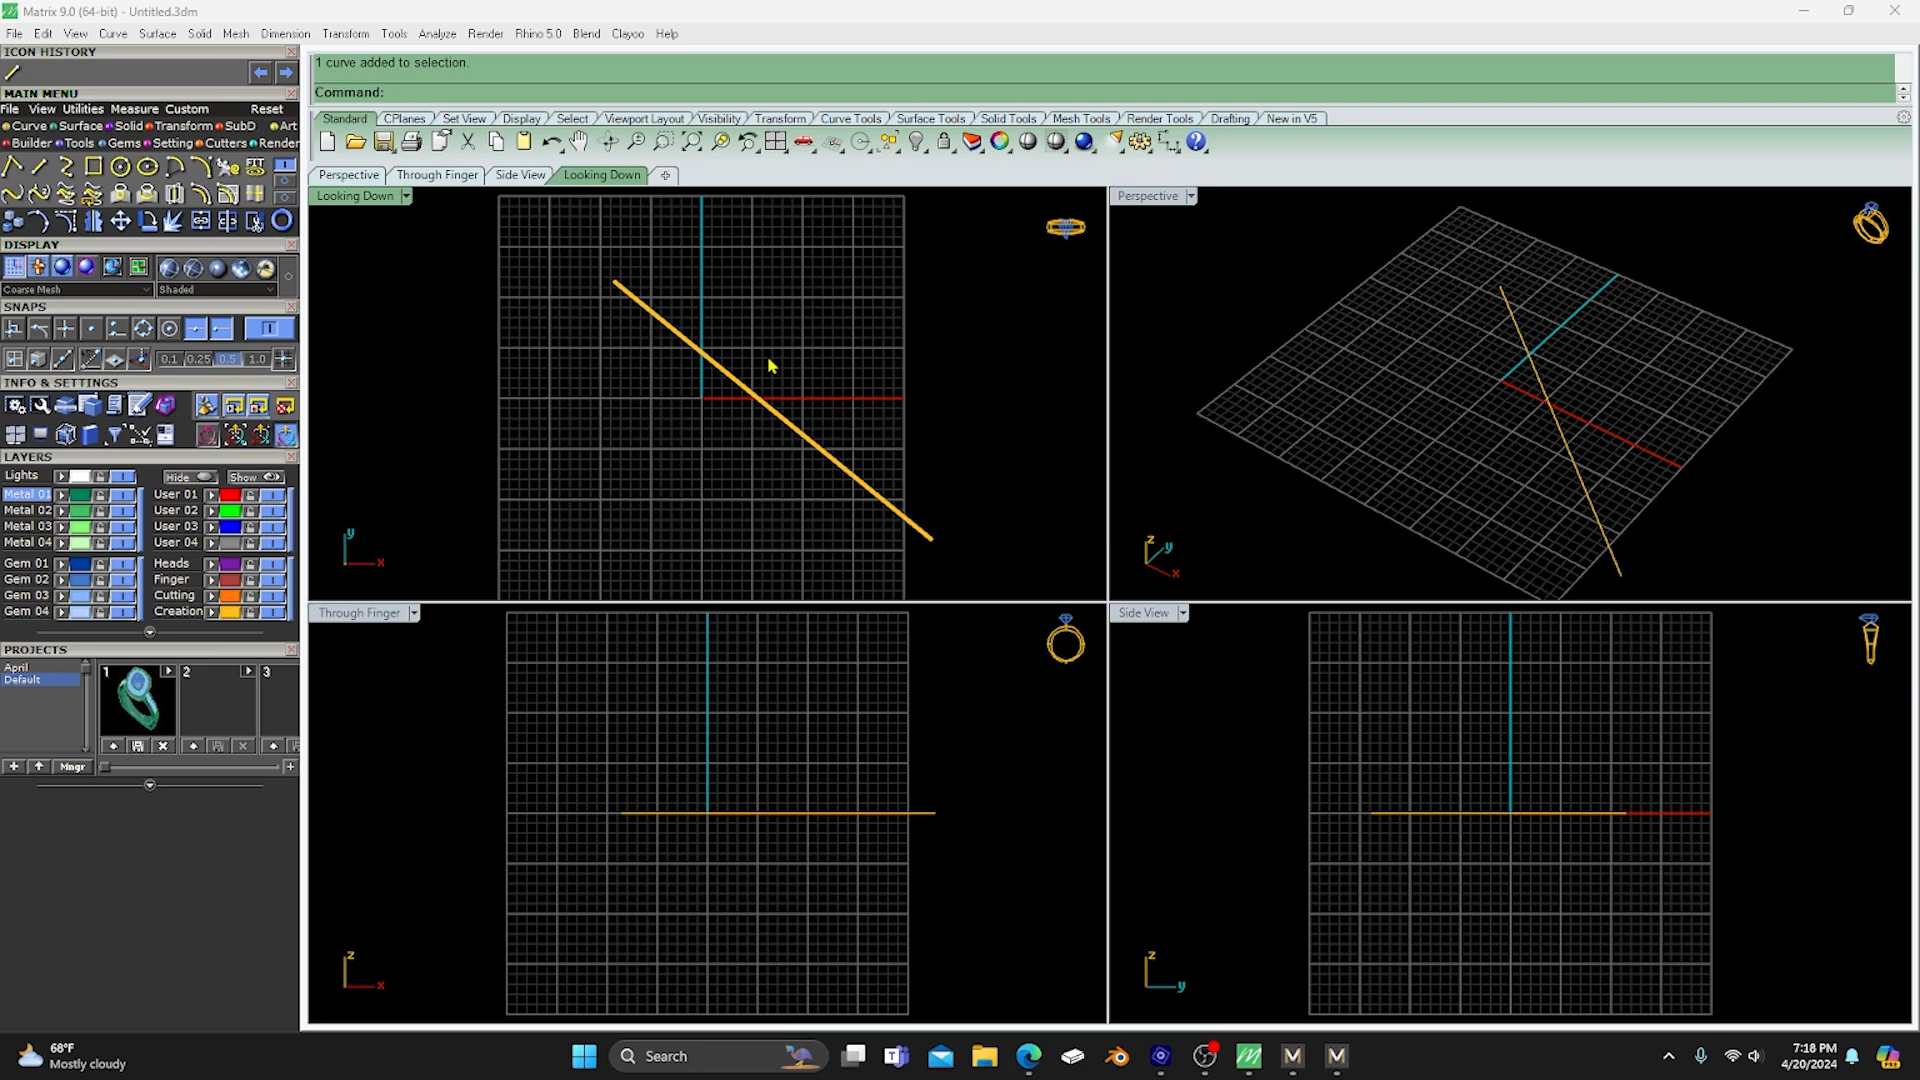 Matrix 9.0 (64-bit) - Untitled.3dm
File Edit View Curve Surface Solid Mesh Dimension Transform Tools Analyze Render Rhino 5.0 Blend Clayoo Help
ICON HISTORY
1 curve added to selection.
Command:
MAIN MENU
File View Utilities Measure Custom Reset
Curve Surface Solid Transform SubD Art
Builder Tools Gems Setting Cutters Render
Standard CPlanes Set View Display Select Viewport Layout Visibility Transform Curve Tools Surface Tools Solid Tools Mesh Tools Render Tools Drafting New in V5
Perspective Through Finger Side View Looking Down
Looking Down
Perspective
DISPLAY
Coarse Mesh Shaded
SNAPS
0.1 0.25 0.5 1.0
INFO & SETTINGS
LAYERS
Lights Hide Show
Metal 01 User 01
Metal 02 User 02
Metal 03 User 03
Metal 04 User 04
Gem 01 Heads
Gem 02 Finger
Gem 03 Cutting
Gem 04 Creation
y x
z y x
Through Finger
Side View
PROJECTS
April
Default
1 2 3
Mngr
z x
z y
68°F
Mostly cloudy
Search
7:18 PM
4/20/2024